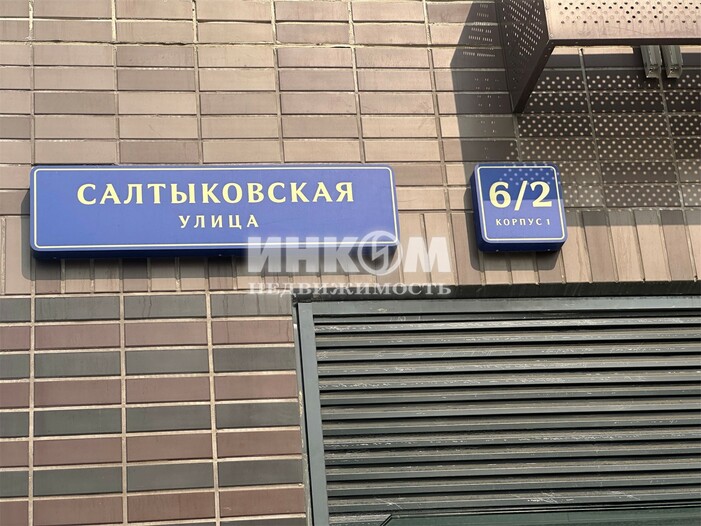 САЛТЫКОВСКАЯ
УЛИЦА
6/2
КОРПУС 1
ИНКОМ
НЕДВИЖИМОСТЬ